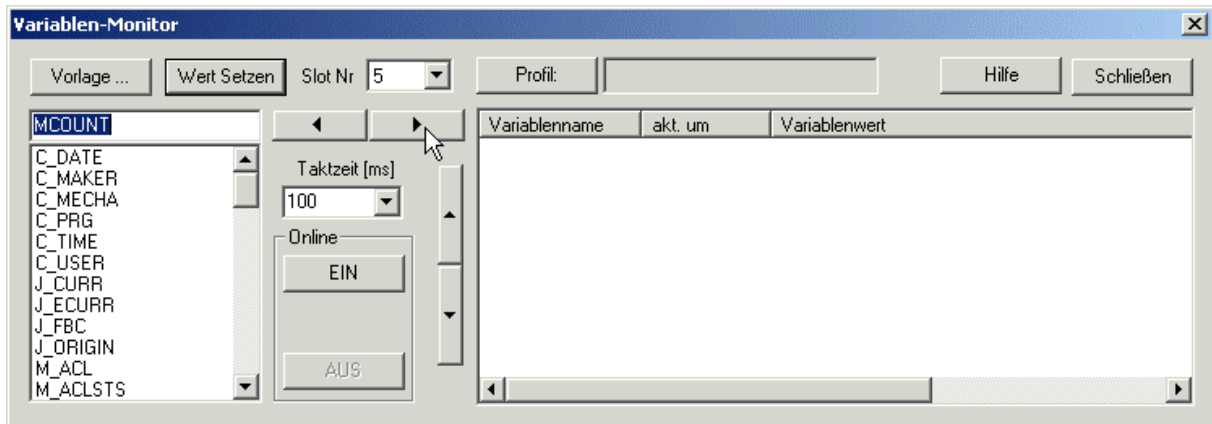 Variablen-Monitor
Vorlage ... Wert Setzen Slot Nr 5 Profil: Hilfe Schließen
MCOUNT
C_DATE
C_MAKER
C_MECHA
C_PRG
C_TIME
C_USER
J_CURR
J_ECURR
J_FBC
J_ORIGIN
M_ACL
M_ACLSTS
Taktzeit [ms]
100
Online
EIN
AUS
Variablenname akt. um Variablenwert